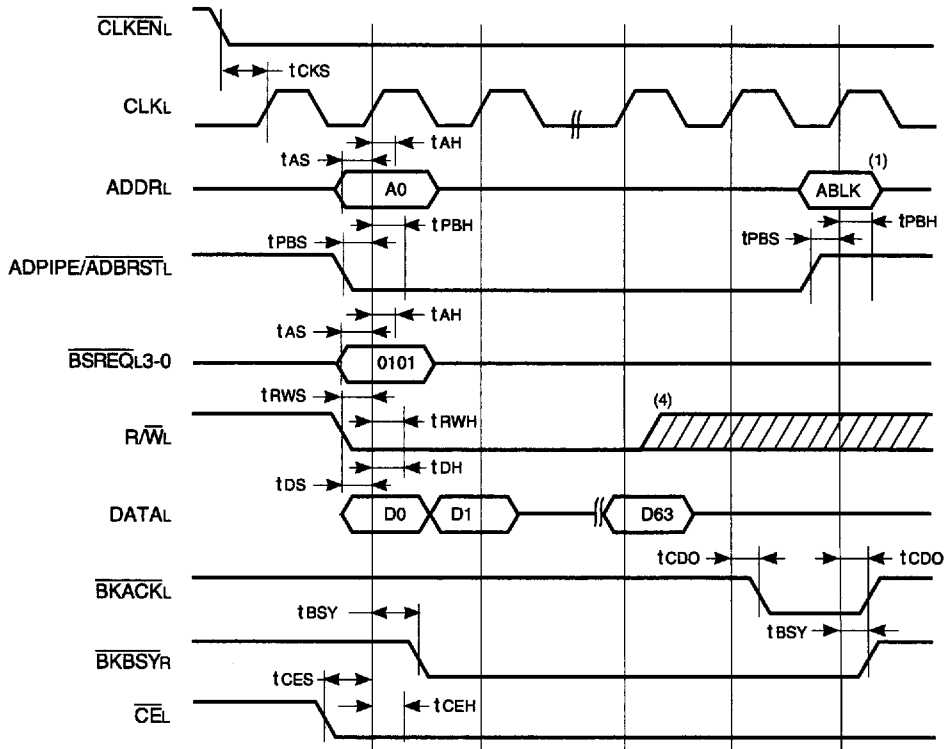 CLKENL
tCKS
CLKL
tAH
tAS
(1)
ADDRL
A0
ABLK
tPBH
tPBS
tPBS
tPBH
ADPIPE/ADBRSTL
tAH
tAS
BSREQL3-0
0101
tRWS
(4)
tRWH
R/WL
tDH
tDS
DATAL
D0
D1
D63
tCDO
tCDO
BKACKL
tBSY
tBSY
BKBSYR
tCES
tCEH
CEL